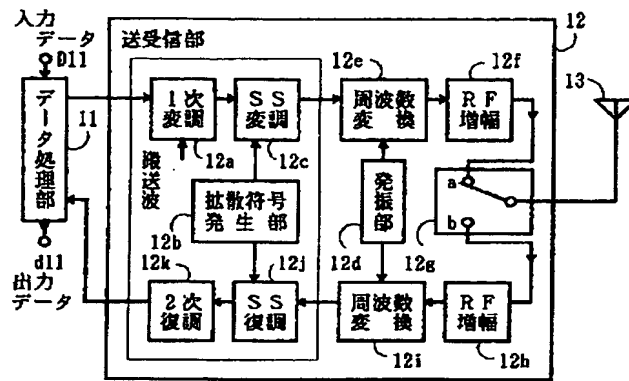 入力
データ
D11
データ処理部
11
d11
出力
データ
送受信部
12
1次
変調
12a
搬送波
SS
変調
12c
拡散符号
発生部
12b
12e
周波数
変 換
12f
RF
増幅
13
発振部
12d
a
b
12g
12k
2次
復調
12j
SS
復調
周波数
変 換
12i
RF
増幅
12h